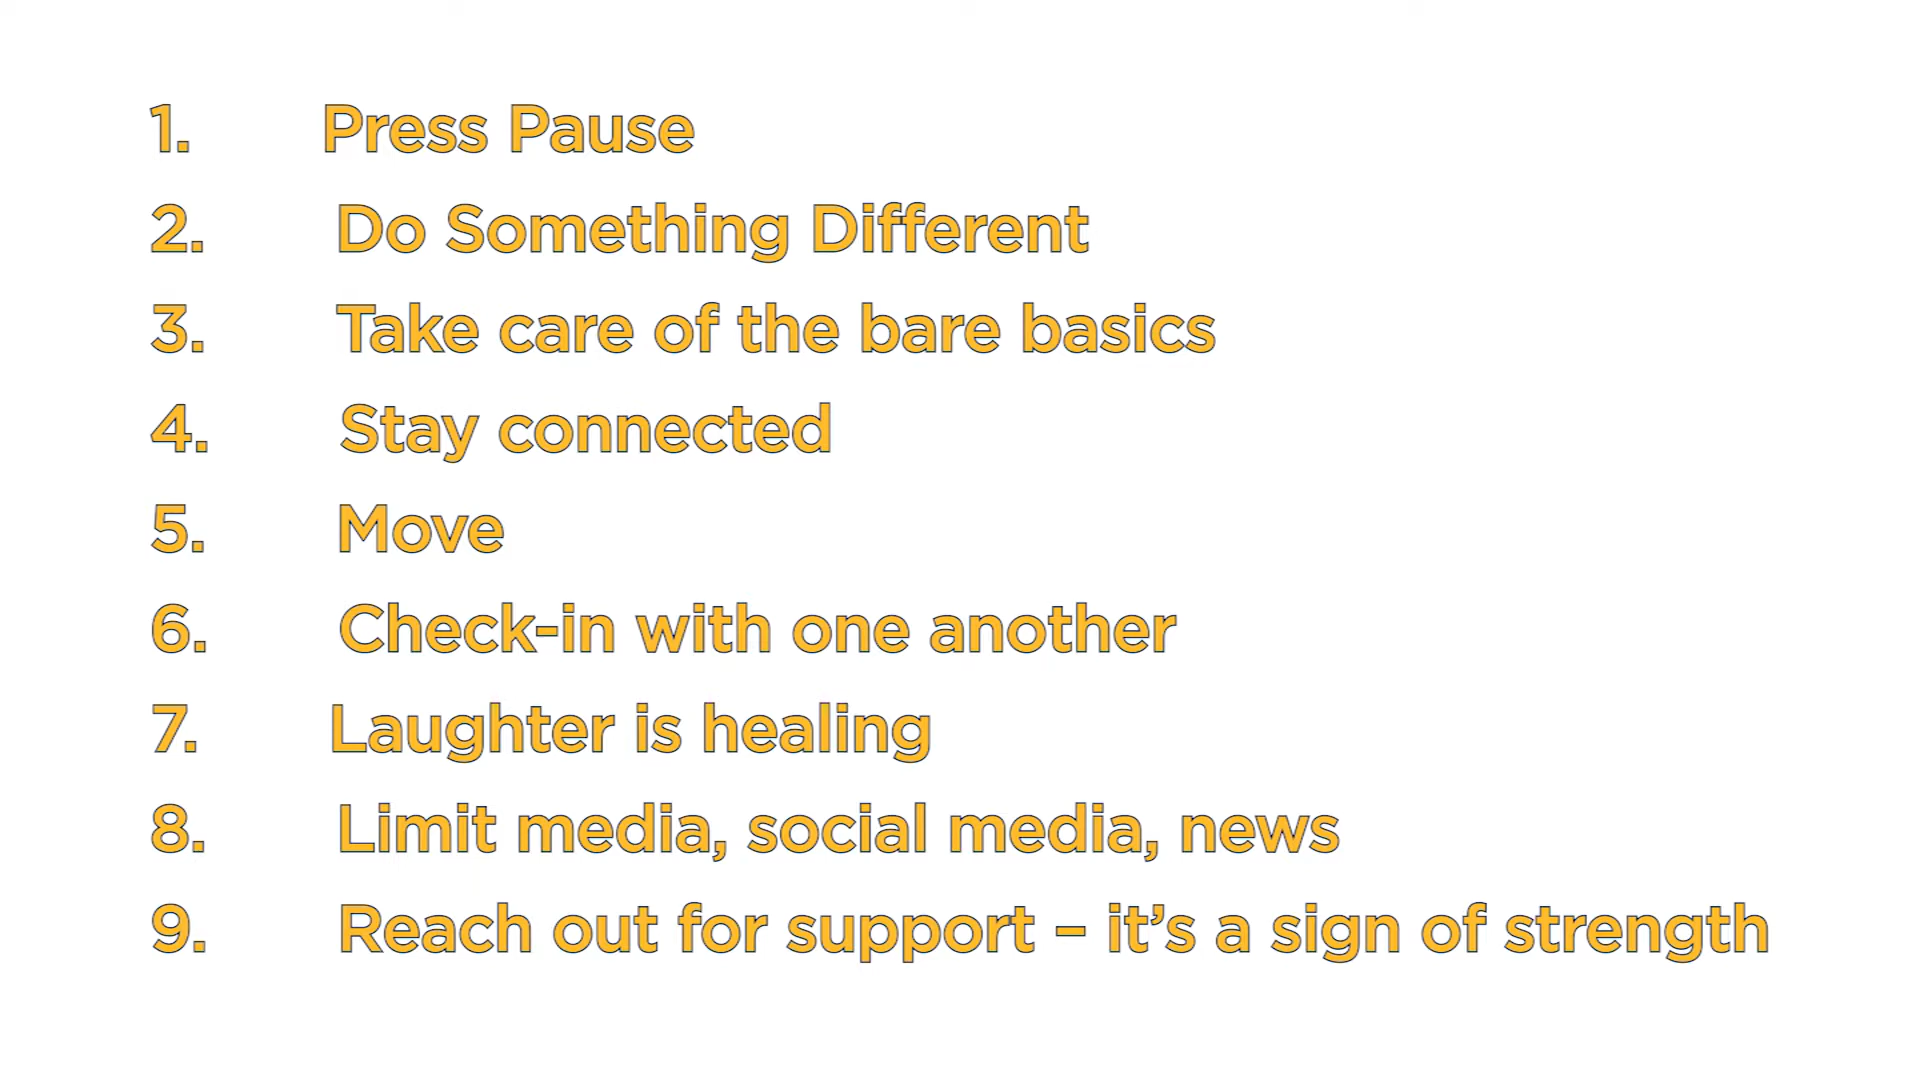 1. Press Pause
2. Do Something Different
3. Take care of the bare basics
4. Stay connected
5. Move
6. Check-in with one another
7. Laughter is healing
8. Limit media, social media, news
9. Reach out for support – it’s a sign of strength